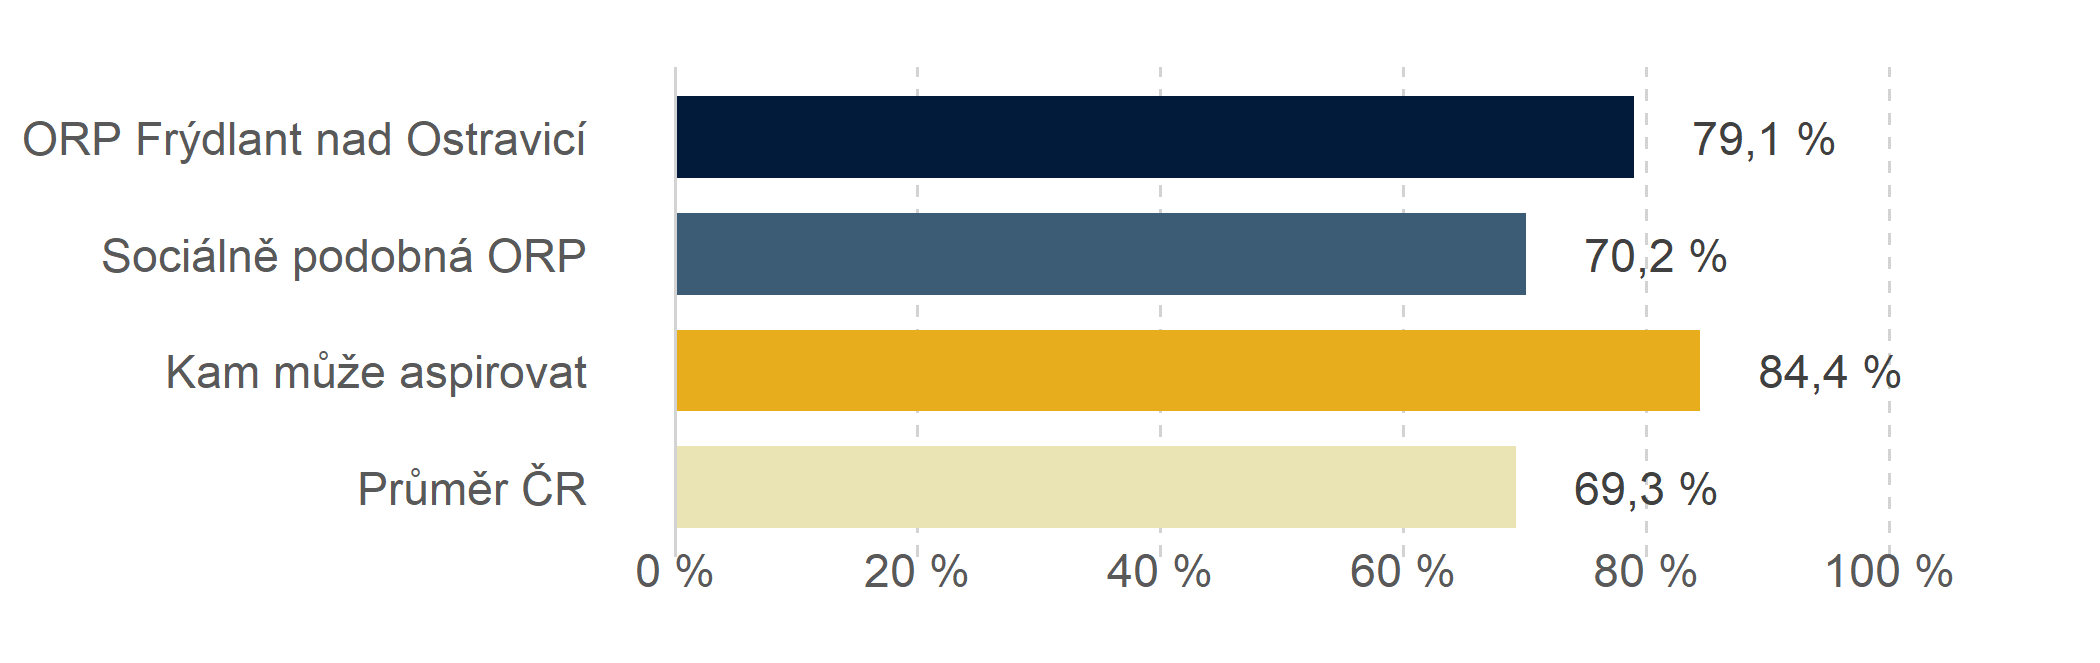 ORP Frýdlant nad Ostravicí 79,1 %
Sociálně podobná ORP 70,2 %
Kam může aspirovat 84,4 %
Průměr ČR 69,3 %
0 % 20 % 40 % 60 % 80 % 100 %